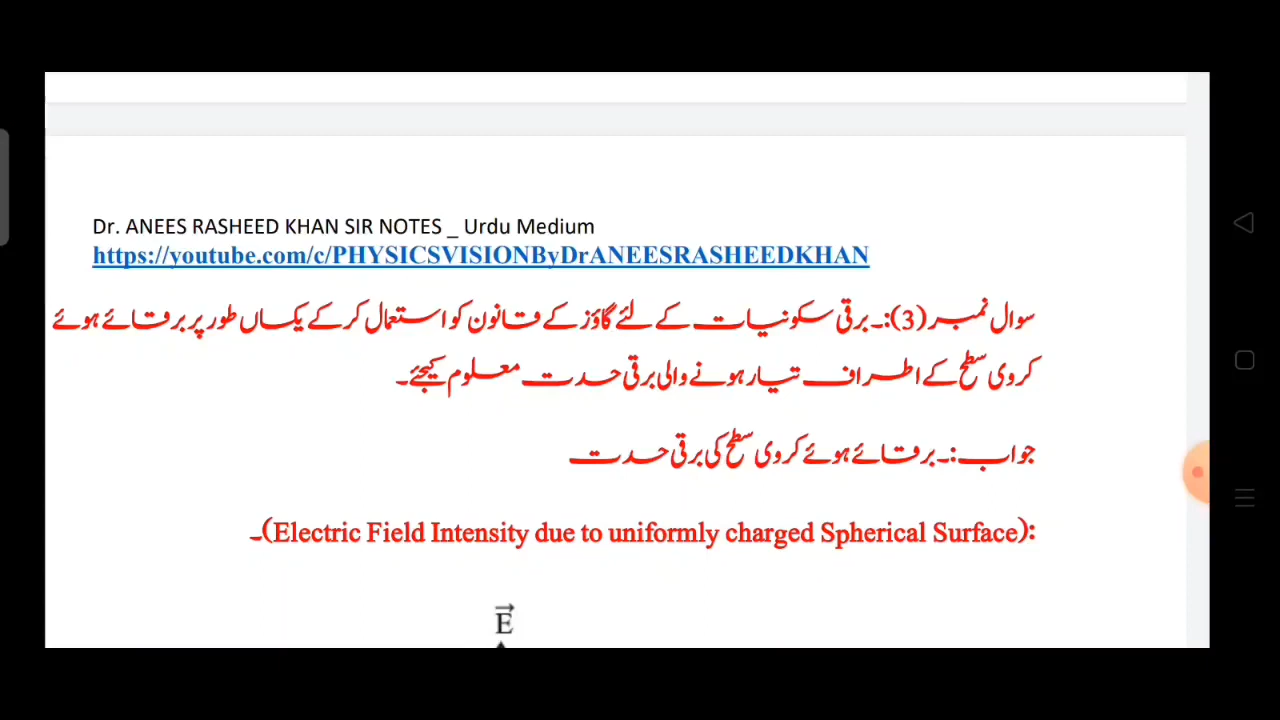 Dr. ANEES RASHEED KHAN SIR NOTES _ Urdu Medium
https://youtube.com/c/PHYSICSVISIONByDrANEESRASHEEDKHAN
سوال نمبر (3):۔ برقی سکونیات کے لئے گاؤز کے قانون کو استعمال کر کے یکساں طور پر برقائے ہوئے
کروی سطح کے اطراف تیار ہونے والی برقی حدت معلوم کیجئے۔
جواب:۔ برقائے ہوئے کروی سطح کی برقی حدت
:(Electric Field Intensity due to uniformly charged Spherical Surface)۔
E